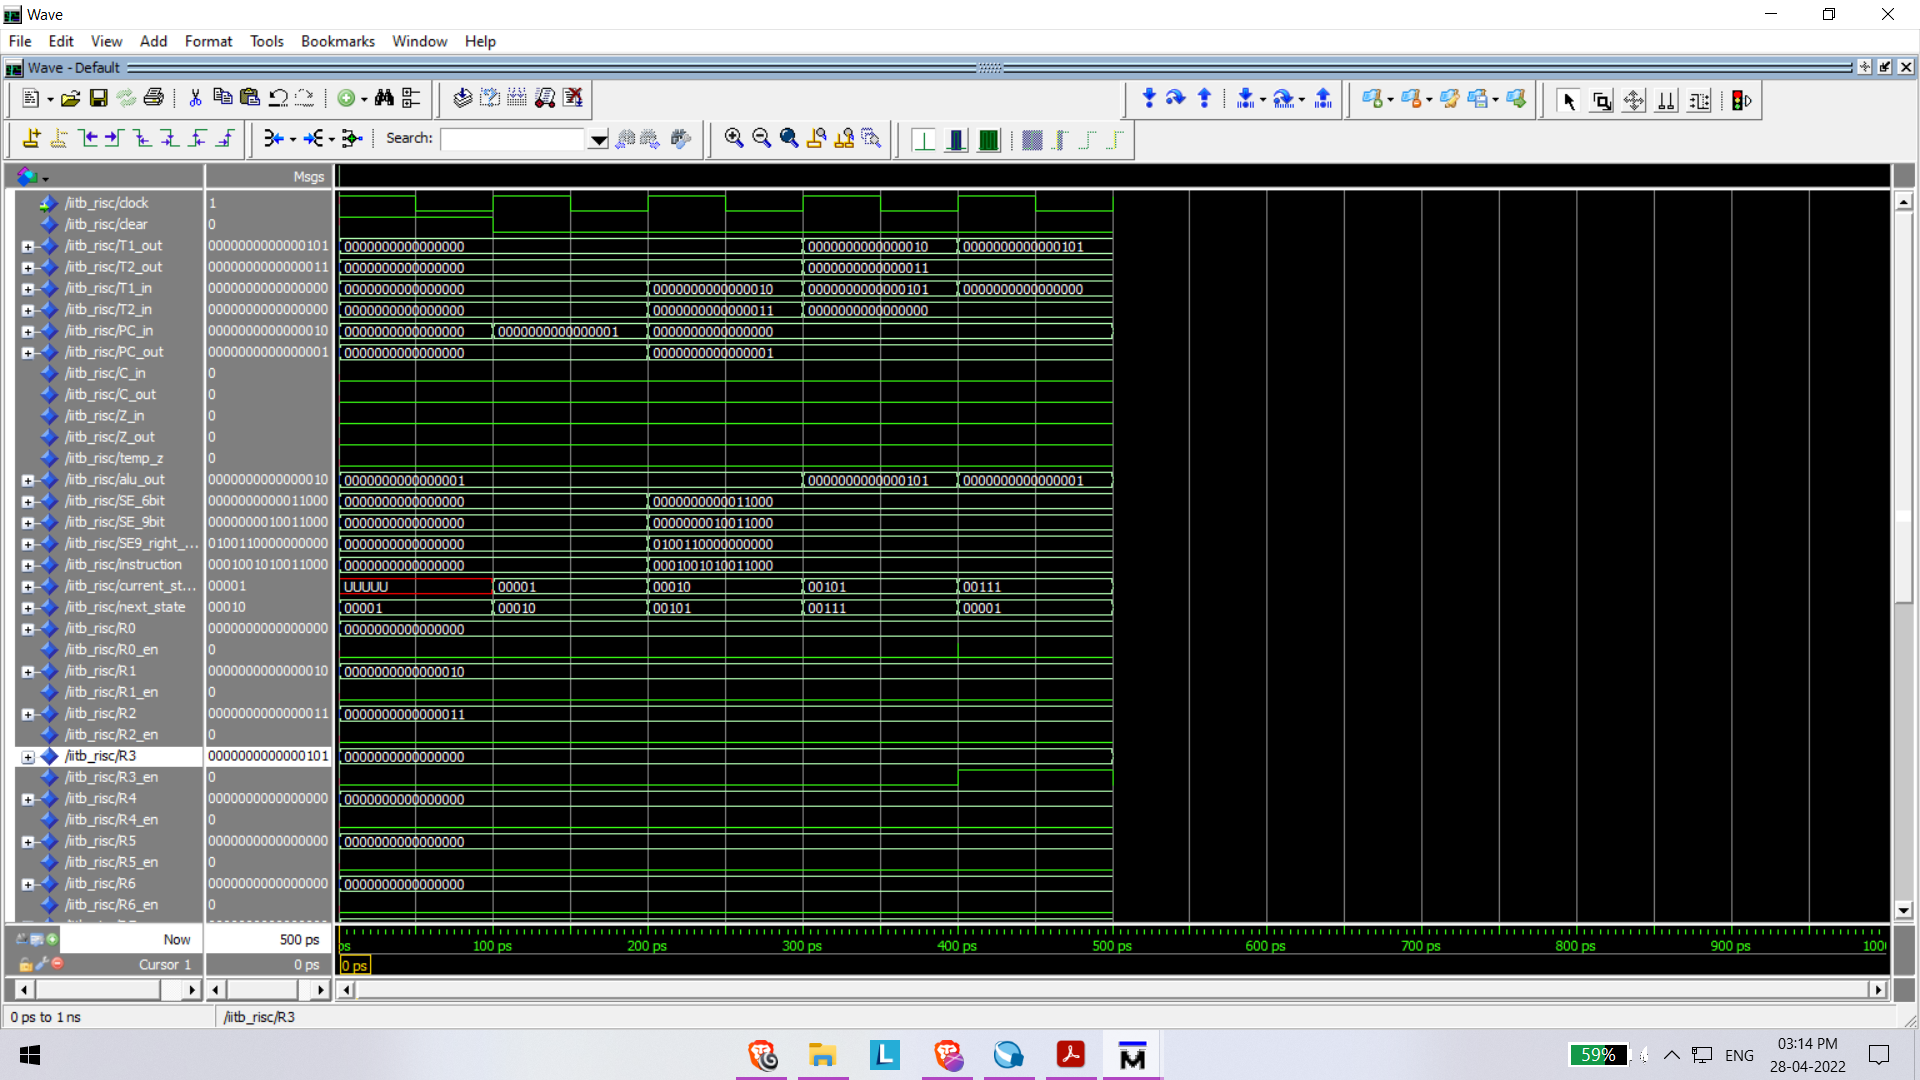 Wave
File Edit View Add Format Tools Bookmarks Window Help
Wave - Default
Search:
Msgs
/iitb_risc/clock 1
/iitb_risc/clear 0
/iitb_risc/T1_out 0000000000000101 0000000000000000 0000000000000010 0000000000000101
/iitb_risc/T2_out 0000000000000011 0000000000000000 0000000000000011
/iitb_risc/T1_in 0000000000000000 0000000000000000 0000000000000010 0000000000000101 0000000000000000
/iitb_risc/T2_in 0000000000000000 0000000000000000 0000000000000011 0000000000000000
/iitb_risc/PC_in 0000000000000010 0000000000000000 0000000000000001 0000000000000000
/iitb_risc/PC_out 0000000000000001 0000000000000000 0000000000000001
/iitb_risc/C_in 0
/iitb_risc/C_out 0
/iitb_risc/Z_in 0
/iitb_risc/Z_out 0
/iitb_risc/temp_z 0
/iitb_risc/alu_out 0000000000000010 0000000000000001 0000000000000101 0000000000000001
/iitb_risc/SE_6bit 0000000000011000 0000000000000000 0000000000011000
/iitb_risc/SE_9bit 0000000010011000 0000000000000000 0000000010011000
/iitb_risc/SE9_right_... 0100110000000000 0000000000000000 0100110000000000
/iitb_risc/instruction 0001001010011000 0000000000000000 0001001010011000
/iitb_risc/current_st... 00001 UUUUU 00001 00010 00101 00111
/iitb_risc/next_state 00010 00001 00010 00101 00111 00001
/iitb_risc/R0 0000000000000000 0000000000000000
/iitb_risc/R0_en 0
/iitb_risc/R1 0000000000000010 0000000000000010
/iitb_risc/R1_en 0
/iitb_risc/R2 0000000000000011 0000000000000011
/iitb_risc/R2_en 0
/iitb_risc/R3 0000000000000101 0000000000000000
/iitb_risc/R3_en 0
/iitb_risc/R4 0000000000000000 0000000000000000
/iitb_risc/R4_en 0
/iitb_risc/R5 0000000000000000 0000000000000000
/iitb_risc/R5_en 0
/iitb_risc/R6 0000000000000000 0000000000000000
/iitb_risc/R6_en 0
Now 500 ps ps 100 ps 200 ps 300 ps 400 ps 500 ps 600 ps 700 ps 800 ps 900 ps 100
Cursor 1 0 ps 0 ps
0 ps to 1 ns /iitb_risc/R3
59% ENG 03:14 PM
28-04-2022